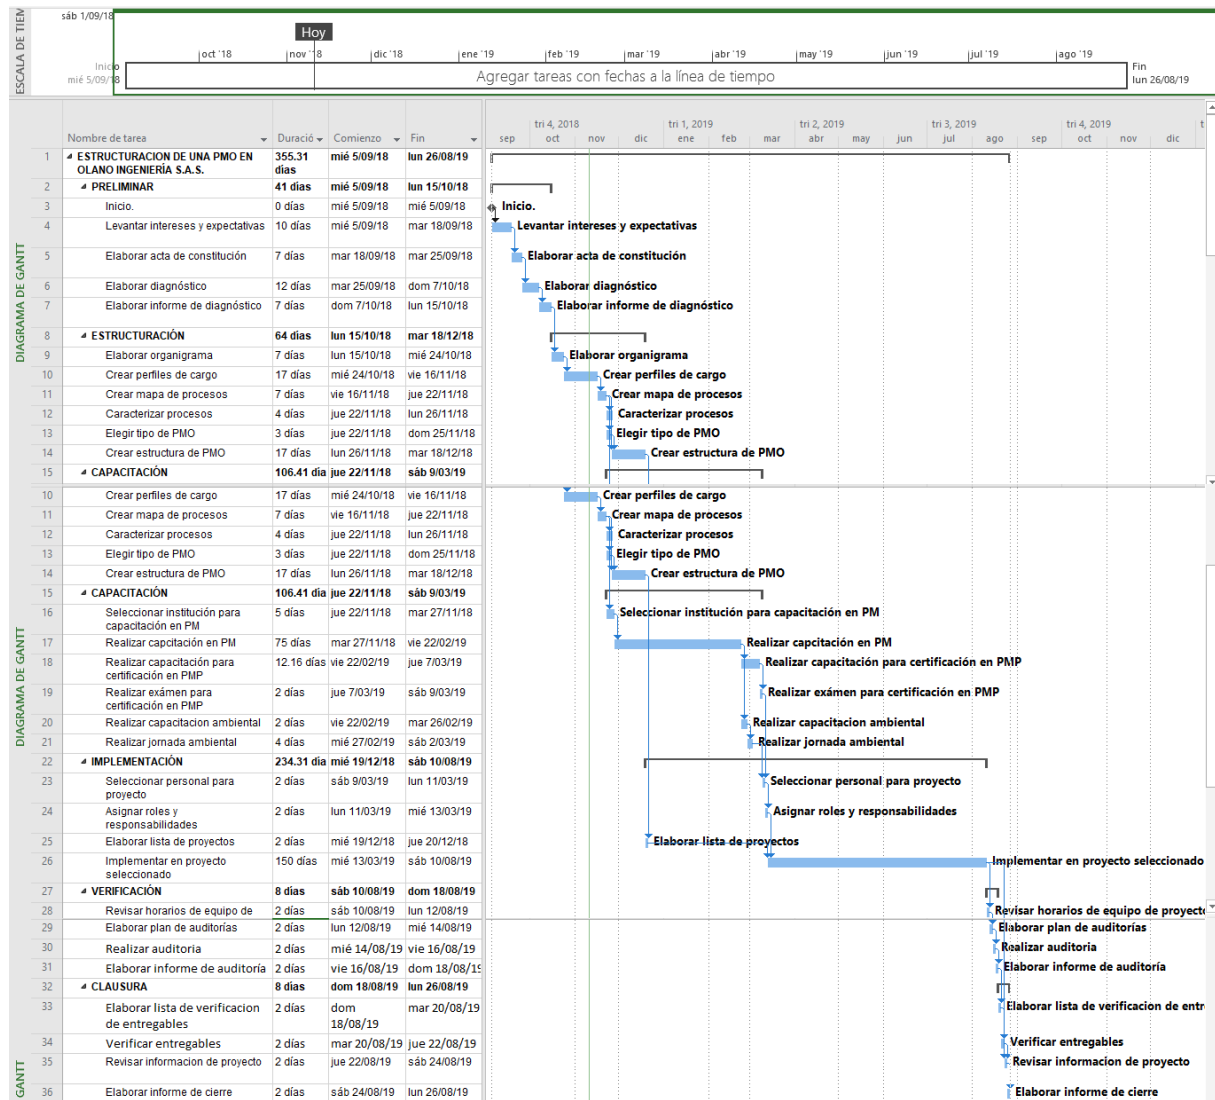 ESCALA DE TIEM
sáb 1/09/18
Hoy
oct '18 nov '18 dic '18 ene '19 feb '19 mar '19 abr '19 may '19 jun '19 jul '19 ago '19
Inicio
mié 5/09/18
Agregar tareas con fechas a la línea de tiempo
Fin
lun 26/08/19
DIAGRAMA DE GANTT
tri 4, 2018 tri 1, 2019 tri 2, 2019 tri 3, 2019 tri 4, 2019 t
Nombre de tarea Duració Comienzo Fin sep oct nov dic ene feb mar abr may jun jul ago sep oct nov dic
1 ESTRUCTURACION DE UNA PMO EN 355.31 mié 5/09/18 lun 26/08/19
OLANO INGENIERÍA S.A.S. días
2 PRELIMINAR 41 días mié 5/09/18 lun 15/10/18
3 Inicio. 0 días mié 5/09/18 mié 5/09/18 Inicio.
4 Levantar intereses y expectativas 10 días mié 5/09/18 mar 18/09/18 Levantar intereses y expectativas
5 Elaborar acta de constitución 7 días mar 18/09/18 mar 25/09/18 Elaborar acta de constitución
6 Elaborar diagnóstico 12 días mar 25/09/18 dom 7/10/18 Elaborar diagnóstico
7 Elaborar informe de diagnóstico 7 días dom 7/10/18 lun 15/10/18 Elaborar informe de diagnóstico
8 ESTRUCTURACIÓN 64 días lun 15/10/18 mar 18/12/18
9 Elaborar organigrama 7 días lun 15/10/18 mié 24/10/18 Elaborar organigrama
10 Crear perfiles de cargo 17 días mié 24/10/18 vie 16/11/18 Crear perfiles de cargo
11 Crear mapa de procesos 7 días vie 16/11/18 jue 22/11/18 Crear mapa de procesos
12 Caracterizar procesos 4 días jue 22/11/18 lun 26/11/18 Caracterizar procesos
13 Elegir tipo de PMO 3 días jue 22/11/18 dom 25/11/18 Elegir tipo de PMO
14 Crear estructura de PMO 17 días lun 26/11/18 mar 18/12/18 Crear estructura de PMO
15 CAPACITACIÓN 106.41 día jue 22/11/18 sáb 9/03/19
DIAGRAMA DE GANTT
10 Crear perfiles de cargo 17 días mié 24/10/18 vie 16/11/18 Crear perfiles de cargo
11 Crear mapa de procesos 7 días vie 16/11/18 jue 22/11/18 Crear mapa de procesos
12 Caracterizar procesos 4 días jue 22/11/18 lun 26/11/18 Caracterizar procesos
13 Elegir tipo de PMO 3 días jue 22/11/18 dom 25/11/18 Elegir tipo de PMO
14 Crear estructura de PMO 17 días lun 26/11/18 mar 18/12/18 Crear estructura de PMO
15 CAPACITACIÓN 106.41 día jue 22/11/18 sáb 9/03/19
16 Seleccionar institución para 5 días jue 22/11/18 mar 27/11/18 Seleccionar institución para capacitación en PM
capacitación en PM
17 Realizar capcitación en PM 75 días mar 27/11/18 vie 22/02/19 Realizar capcitación en PM
18 Realizar capacitación para 12.16 días vie 22/02/19 jue 7/03/19 Realizar capacitación para certificación en PMP
certificación en PMP
19 Realizar exámen para 2 días jue 7/03/19 sáb 9/03/19 Realizar exámen para certificación en PMP
certificación en PMP
20 Realizar capacitacion ambiental 2 días vie 22/02/19 mar 26/02/19 Realizar capacitacion ambiental
21 Realizar jornada ambiental 4 días mié 27/02/19 sáb 2/03/19 Realizar jornada ambiental
22 IMPLEMENTACIÓN 234.31 día mié 19/12/18 sáb 10/08/19
23 Seleccionar personal para 2 días sáb 9/03/19 lun 11/03/19 Seleccionar personal para proyecto
proyecto
24 Asignar roles y 2 días lun 11/03/19 mié 13/03/19 Asignar roles y responsabilidades
responsabilidades
25 Elaborar lista de proyectos 2 días mié 19/12/18 jue 20/12/18 Elaborar lista de proyectos
26 Implementar en proyecto 150 días mié 13/03/19 sáb 10/08/19 Implementar en proyecto seleccionado
seleccionado
27 VERIFICACIÓN 8 días sáb 10/08/19 dom 18/08/19
28 Revisar horarios de equipo de 2 días sáb 10/08/19 lun 12/08/19 Revisar horarios de equipo de proyecto
29 Elaborar plan de auditorías 2 días lun 12/08/19 mié 14/08/19 Elaborar plan de auditorías
30 Realizar auditoria 2 días mié 14/08/19 vie 16/08/19 Realizar auditoria
31 Elaborar informe de auditoría 2 días vie 16/08/19 dom 18/08/19 Elaborar informe de auditoría
32 CLAUSURA 8 días dom 18/08/19 lun 26/08/19
33 Elaborar lista de verificacion 2 días dom mar 20/08/19 Elaborar lista de verificacion de entre
de entregables 18/08/19
34 Verificar entregables 2 días mar 20/08/19 jue 22/08/19 Verificar entregables
35 Revisar informacion de proyecto 2 días jue 22/08/19 sáb 24/08/19 Revisar informacion de proyecto
GANTT
36 Elaborar informe de cierre 2 días sáb 24/08/19 lun 26/08/19 Elaborar informe de cierre